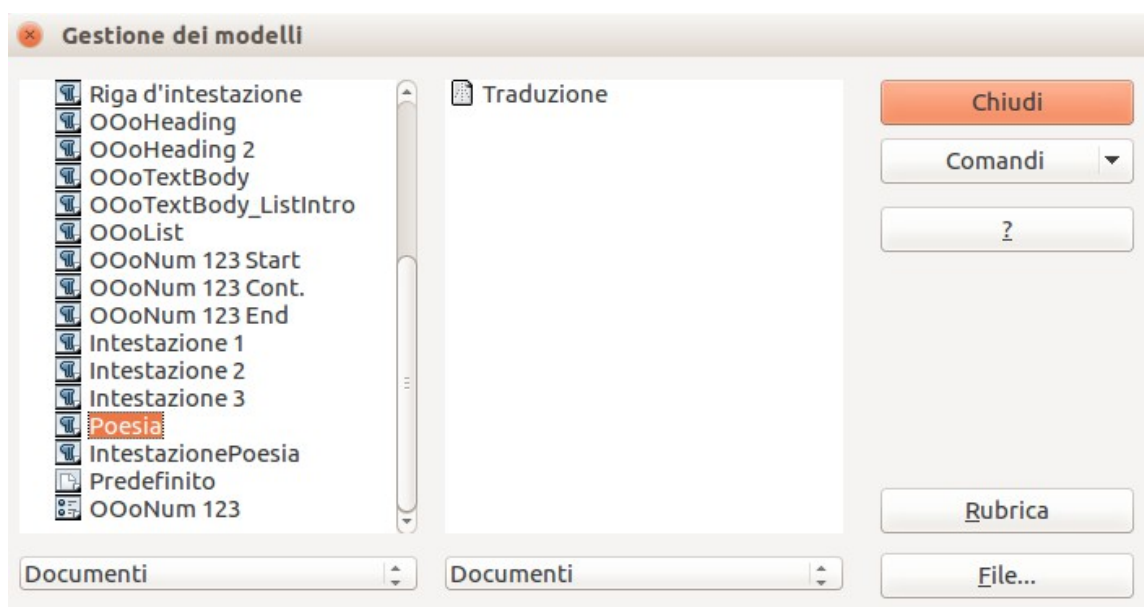 Gestione dei modelli
Riga d'intestazione
OOoHeading
OOoHeading 2
OOoTextBody
OOoTextBody_ListIntro
OOoList
OOoNum 123 Start
OOoNum 123 Cont.
OOoNum 123 End
Intestazione 1
Intestazione 2
Intestazione 3
Poesia
IntestazionePoesia
Predefinito
OOoNum 123
Documenti
Traduzione
Documenti
Chiudi
Comandi
?
Rubrica
File...